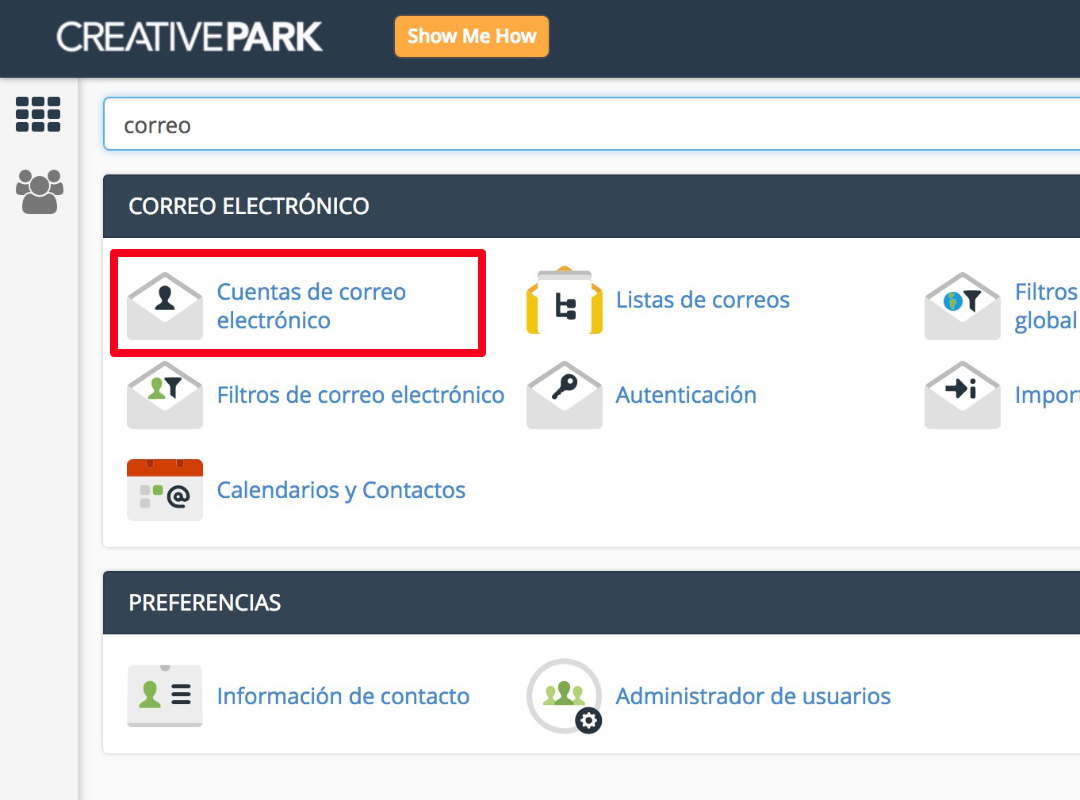 CREATIVEPARK
Show Me How
correo
CORREO ELECTRÓNICO
Cuentas de correo
electrónico
Listas de correos
Filtros
global
Filtros de correo electrónico
Autenticación
Import
@
Calendarios y Contactos
PREFERENCIAS
Información de contacto
Administrador de usuarios